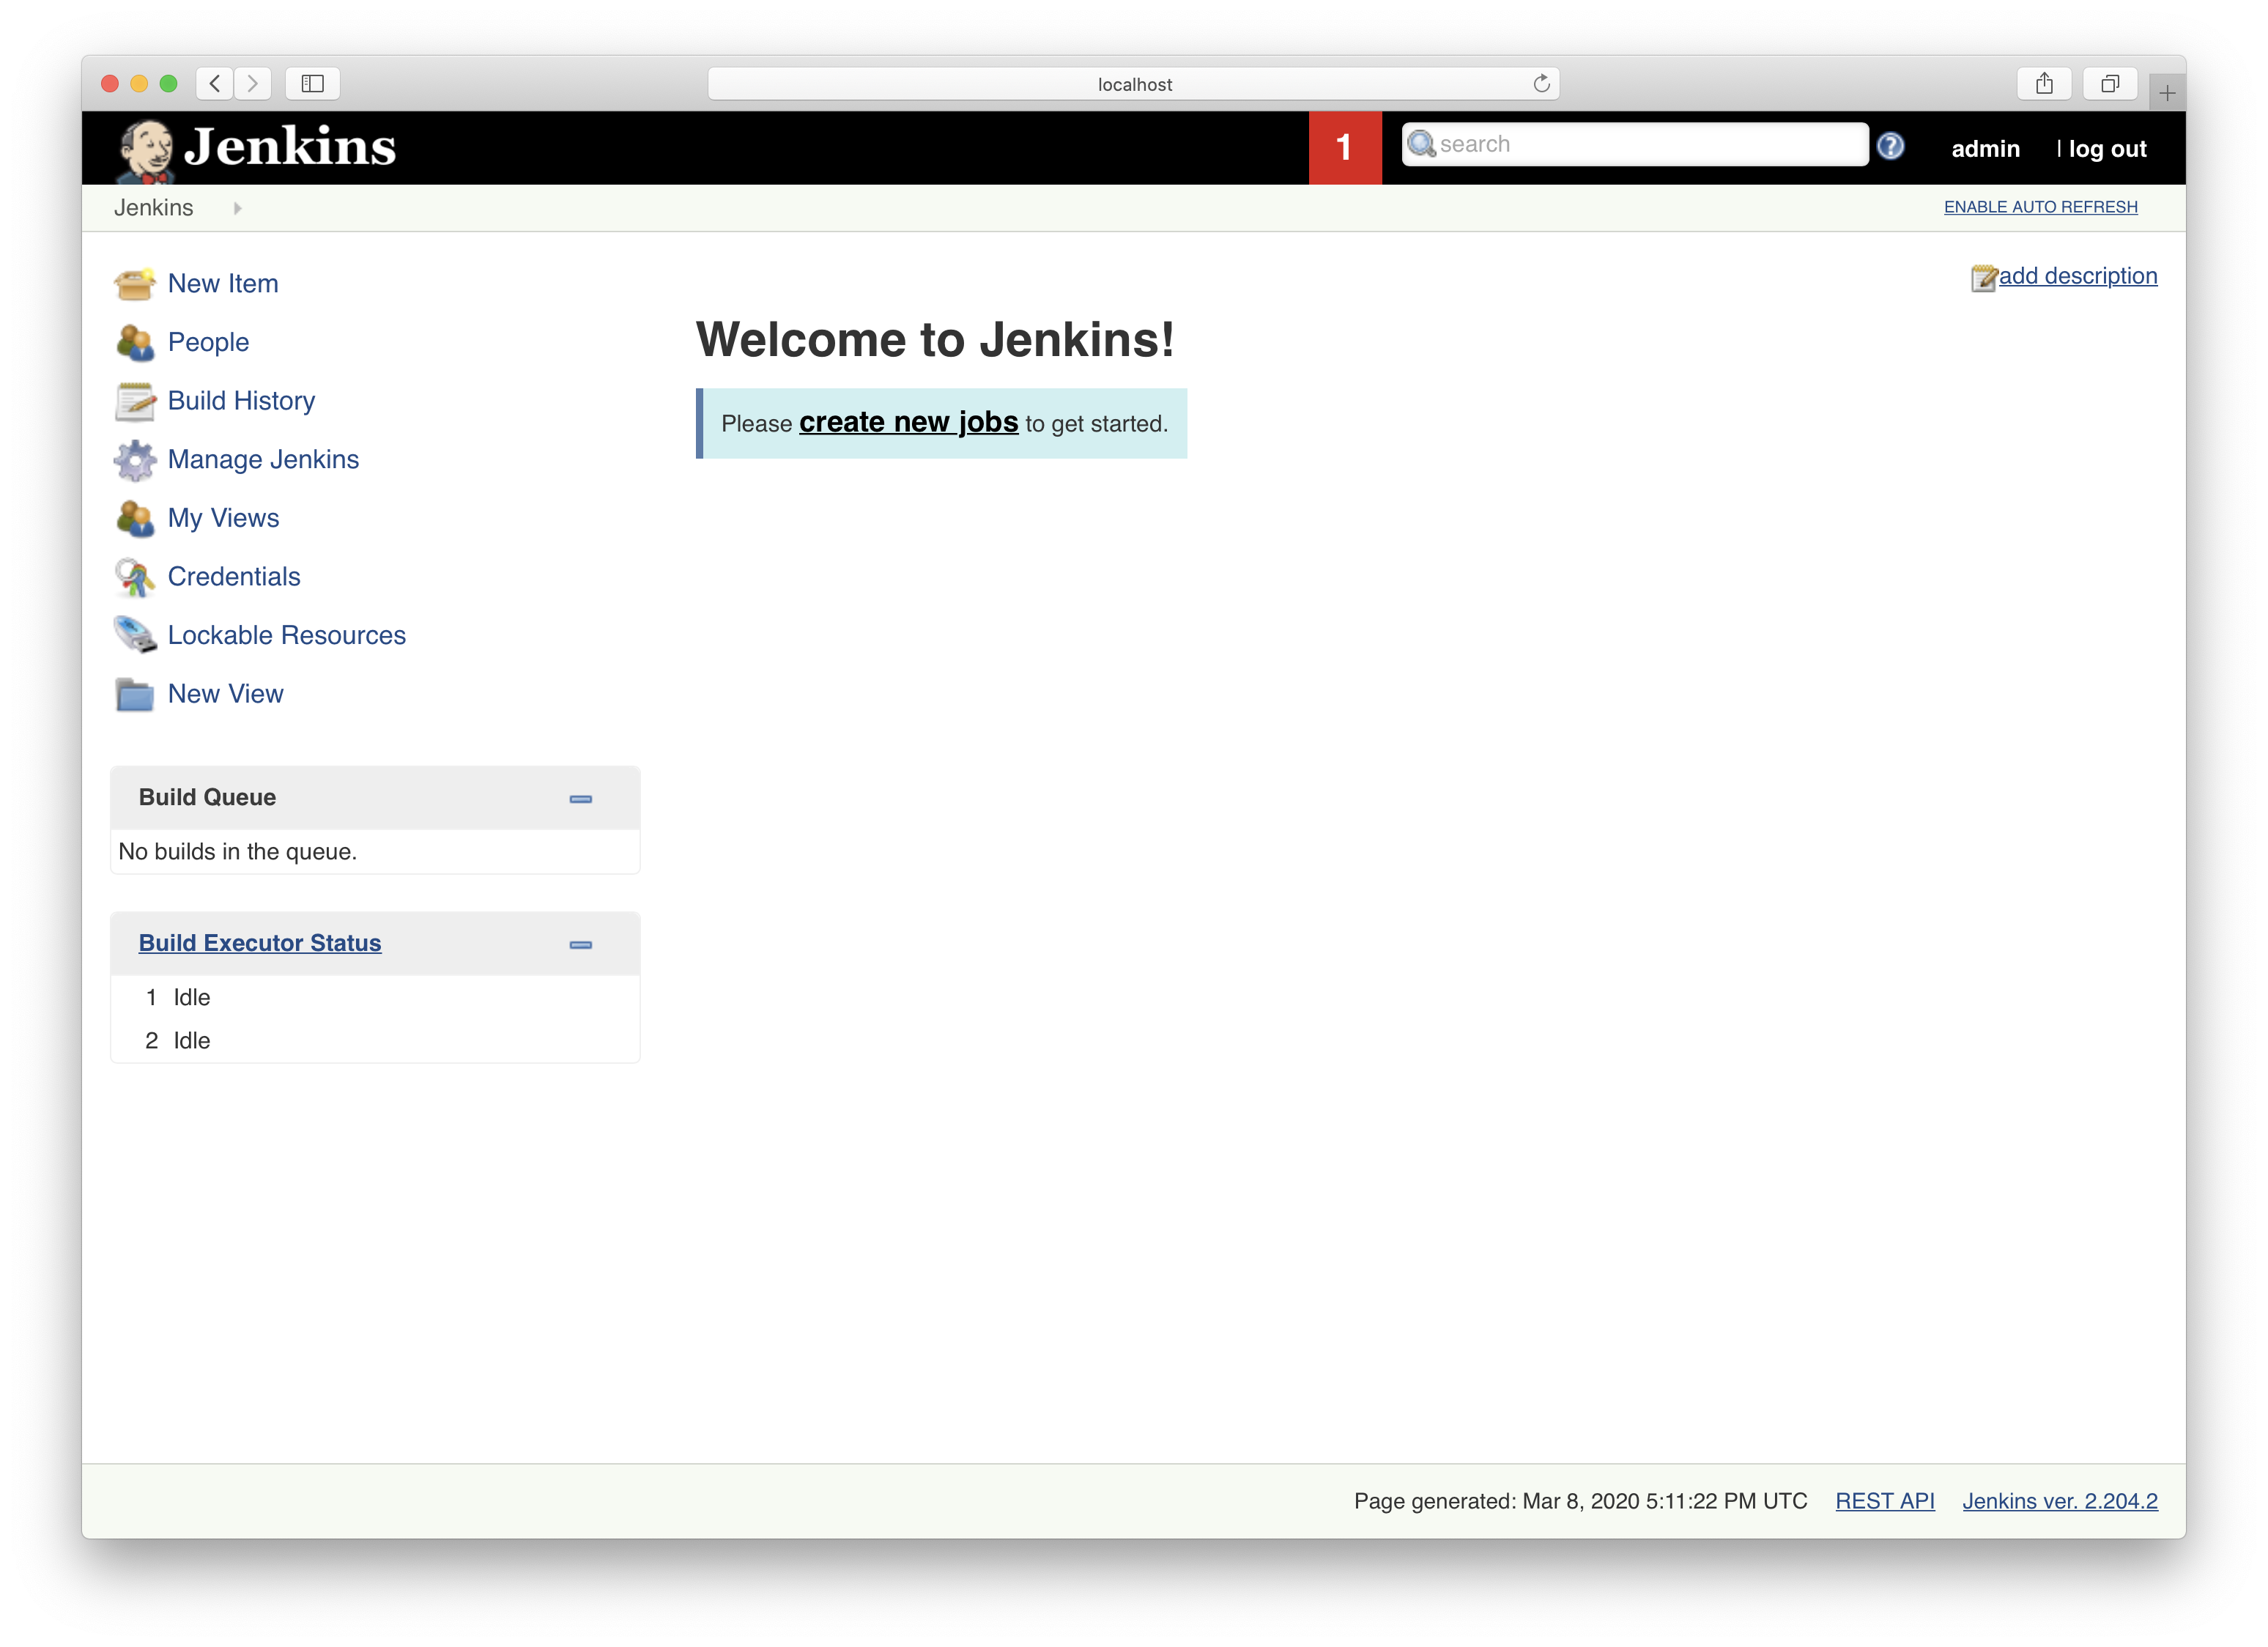 localhost
Jenkins
1
search
admin
| log out
Jenkins
ENABLE AUTO REFRESH
New Item
People
Build History
Manage Jenkins
My Views
Credentials
Lockable Resources
New View
Build Queue
No builds in the queue.
Build Executor Status
1 Idle
2 Idle
add description
Welcome to Jenkins!
Please create new jobs to get started.
Page generated: Mar 8, 2020 5:11:22 PM UTC
REST API
Jenkins ver. 2.204.2